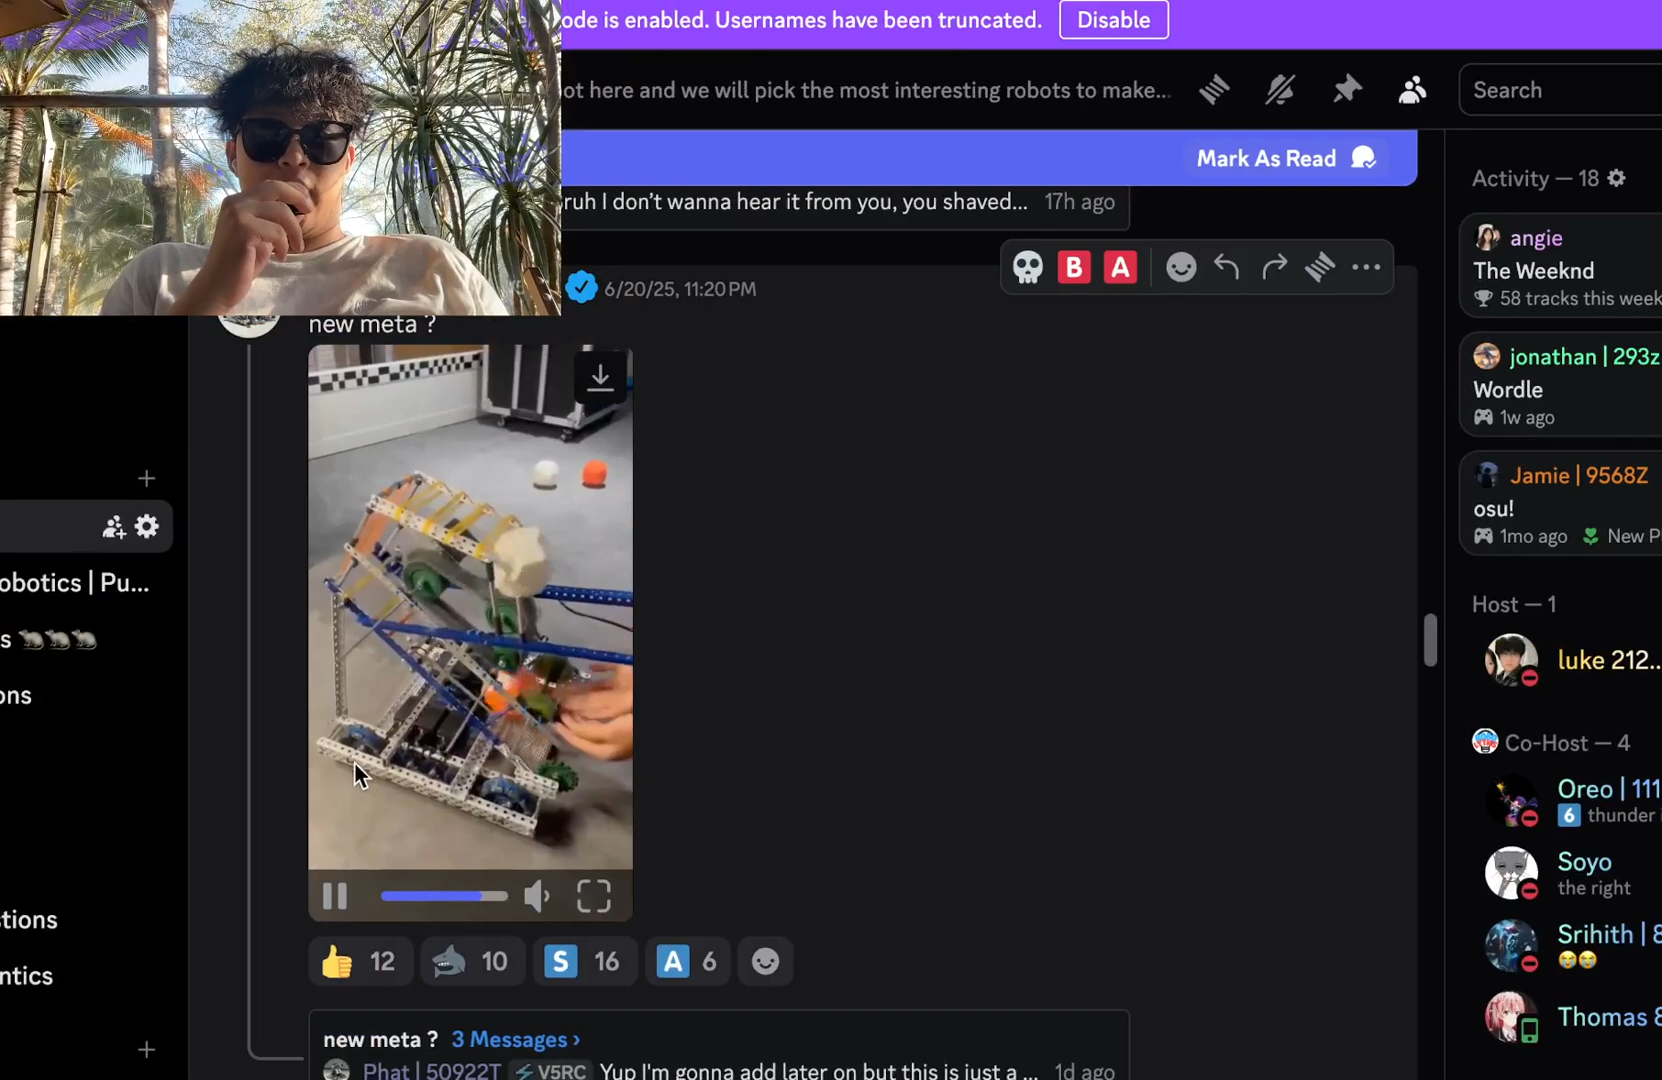 ode is enabled. Usernames have been truncated. Disable
ot here and we will pick the most interesting robots to make...
Search
Mark As Read
ruh I don't wanna hear it from you, you shaved... 17h ago
B A
6/20/25, 11:20 PM
new meta ?
12 10 S 16 A 6
new meta ? 3 Messages ›
Phat | 50922T V5RC Yup I'm gonna add later on but this is just a ... 1d ago
obotics | Pu...
s
ons
stions
ntics
Activity — 18
angie
The Weeknd
58 tracks this week
jonathan | 293z
Wordle
1w ago
Jamie | 9568Z
osu!
1mo ago New P
Host — 1
luke 212...
Co-Host — 4
Oreo | 111
6 thunder
Soyo
the right
Srihith | 8
Thomas 8